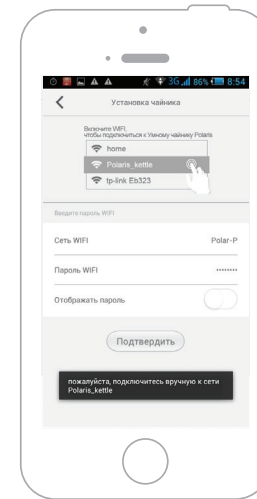 3G 86% 8:54
Установка чайника
Включите WIFI,
чтобы подключиться к Умному чайнику Polaris
home
Polaris_kettle
tp-link Eb323
Введите пароль WIFI
Сеть WIFI Polar-P
Пароль WIFI ••••••••
Отображать пароль
Подтвердить
пожалуйста, подключитесь вручную к сети
Polaris_kettle